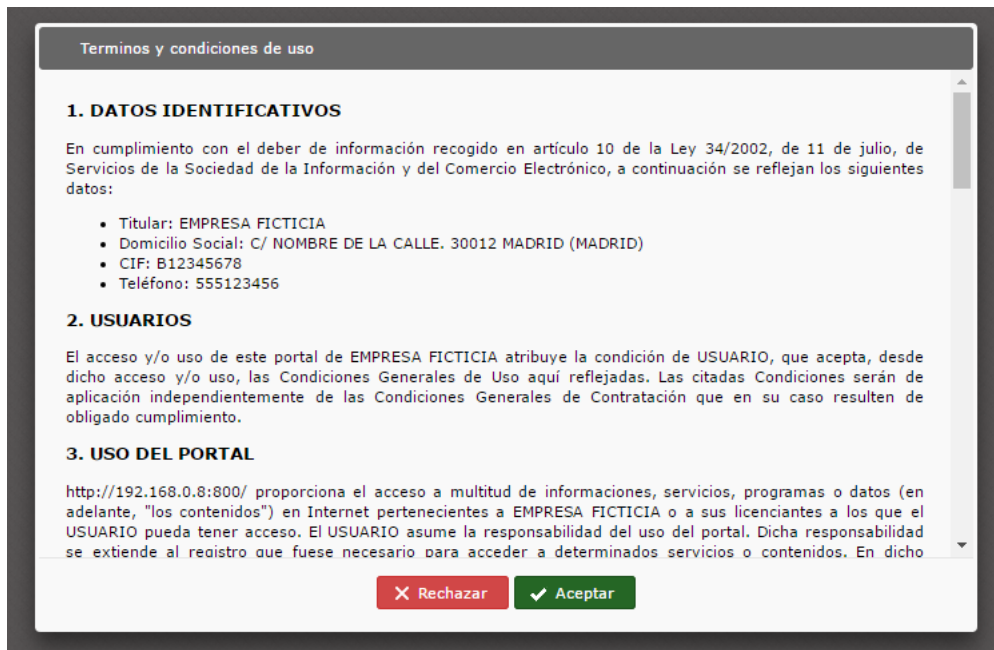 Terminos y condiciones de uso
1. DATOS IDENTIFICATIVOS
En cumplimiento con el deber de información recogido en artículo 10 de la Ley 34/2002, de 11 de julio, de
Servicios de la Sociedad de la Información y del Comercio Electrónico, a continuación se reflejan los siguientes
datos:
• Titular: EMPRESA FICTICIA
• Domicilio Social: C/ NOMBRE DE LA CALLE. 30012 MADRID (MADRID)
• CIF: B12345678
• Teléfono: 555123456
2. USUARIOS
El acceso y/o uso de este portal de EMPRESA FICTICIA atribuye la condición de USUARIO, que acepta, desde
dicho acceso y/o uso, las Condiciones Generales de Uso aquí reflejadas. Las citadas Condiciones serán de
aplicación independientemente de las Condiciones Generales de Contratación que en su caso resulten de
obligado cumplimiento.
3. USO DEL PORTAL
http://192.168.0.8:800/ proporciona el acceso a multitud de informaciones, servicios, programas o datos (en
adelante, "los contenidos") en Internet pertenecientes a EMPRESA FICTICIA o a sus licenciantes a los que el
USUARIO pueda tener acceso. El USUARIO asume la responsabilidad del uso del portal. Dicha responsabilidad
se extiende al registro que fuese necesario para acceder a determinados servicios o contenidos. En dicho
Rechazar
Aceptar